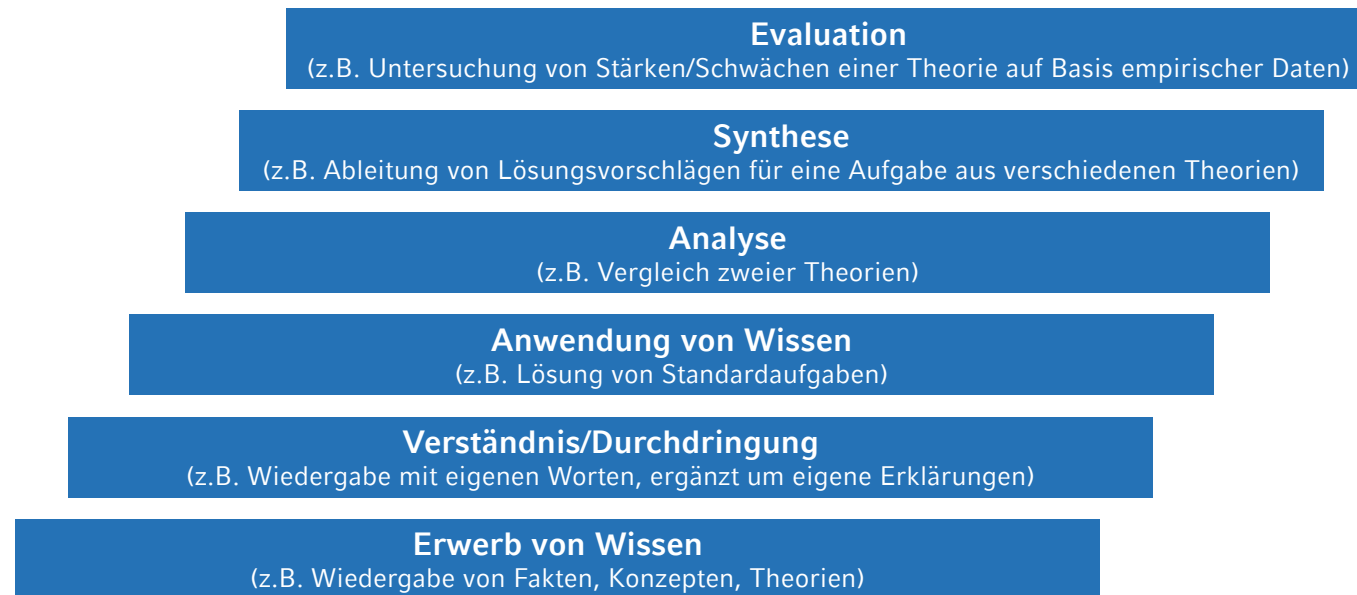 Evaluation
(z.B. Untersuchung von Stärken/Schwächen einer Theorie auf Basis empirischer Daten)
Synthese
(z.B. Ableitung von Lösungsvorschlägen für eine Aufgabe aus verschiedenen Theorien)
Analyse
(z.B. Vergleich zweier Theorien)
Anwendung von Wissen
(z.B. Lösung von Standardaufgaben)
Verständnis/Durchdringung
(z.B. Wiedergabe mit eigenen Worten, ergänzt um eigene Erklärungen)
Erwerb von Wissen
(z.B. Wiedergabe von Fakten, Konzepten, Theorien)